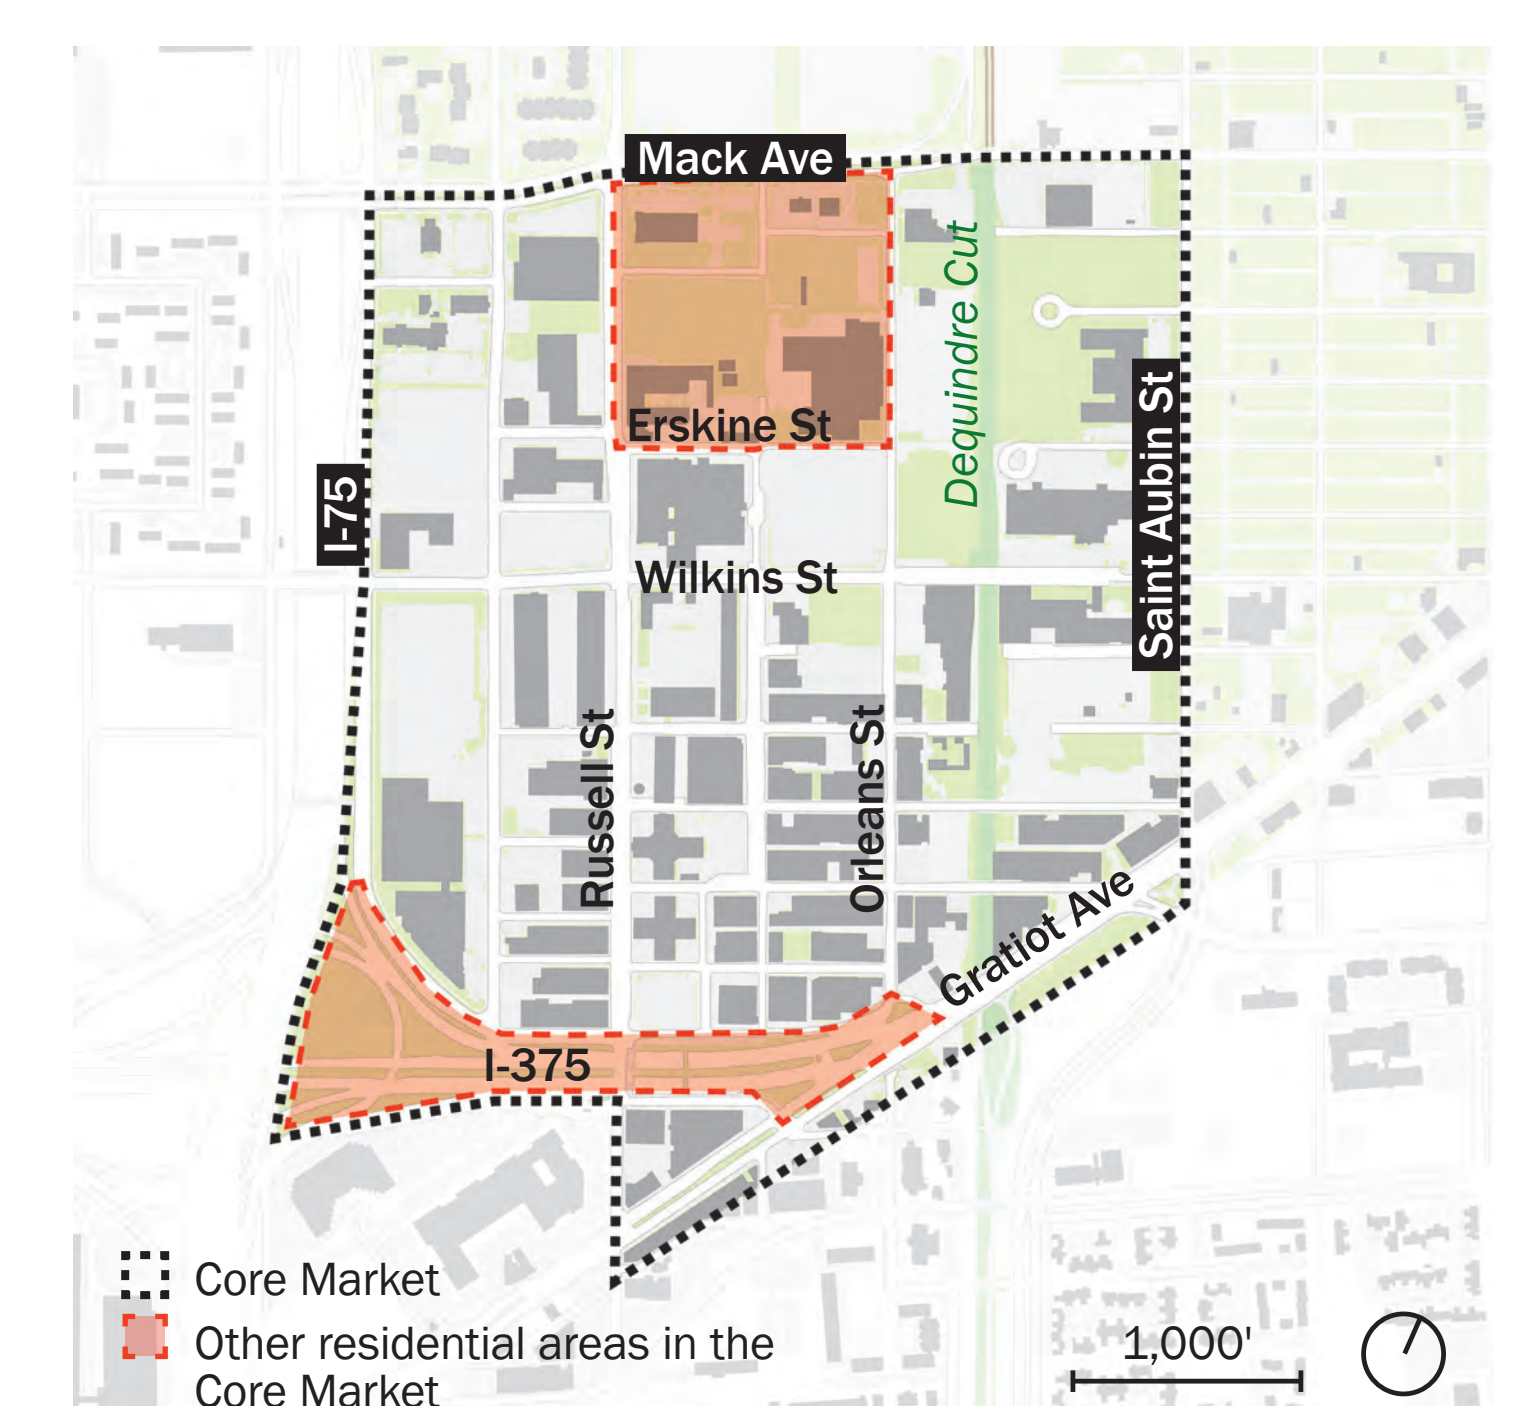 Mack Ave
Dequindre Cut
Erskine St
Saint Aubin St
I-75
Wilkins St
Russell St
Orleans St
Gratiot Ave
I-375
Core Market
Other residential areas in the
Core Market
1,000'